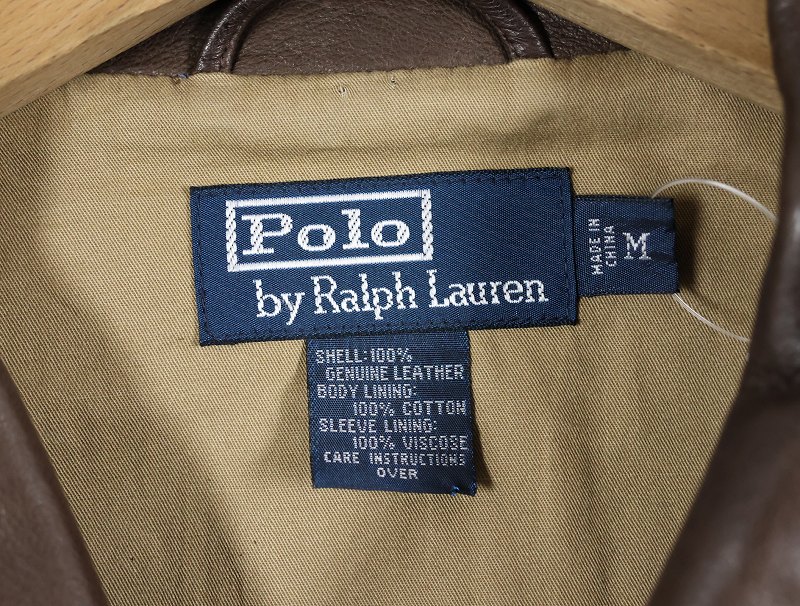 Polo
by Ralph Lauren
MADE IN
CHINA
M
SHELL: 100%
GENUINE LEATHER
BODY LINING:
100% COTTON
SLEEVE LINING:
100% VISCOSE
CARE INSTRUCTIONS
OVER